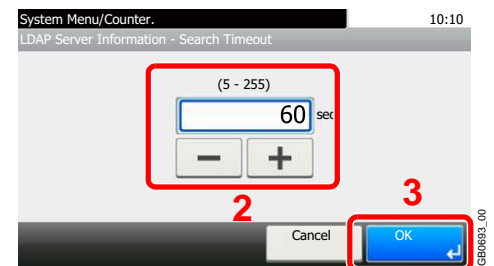 System Menu/Counter. 10:10
LDAP Server Information - Search Timeout
(5 - 255)
60 sec
2
3
Cancel OK
GB0693_00